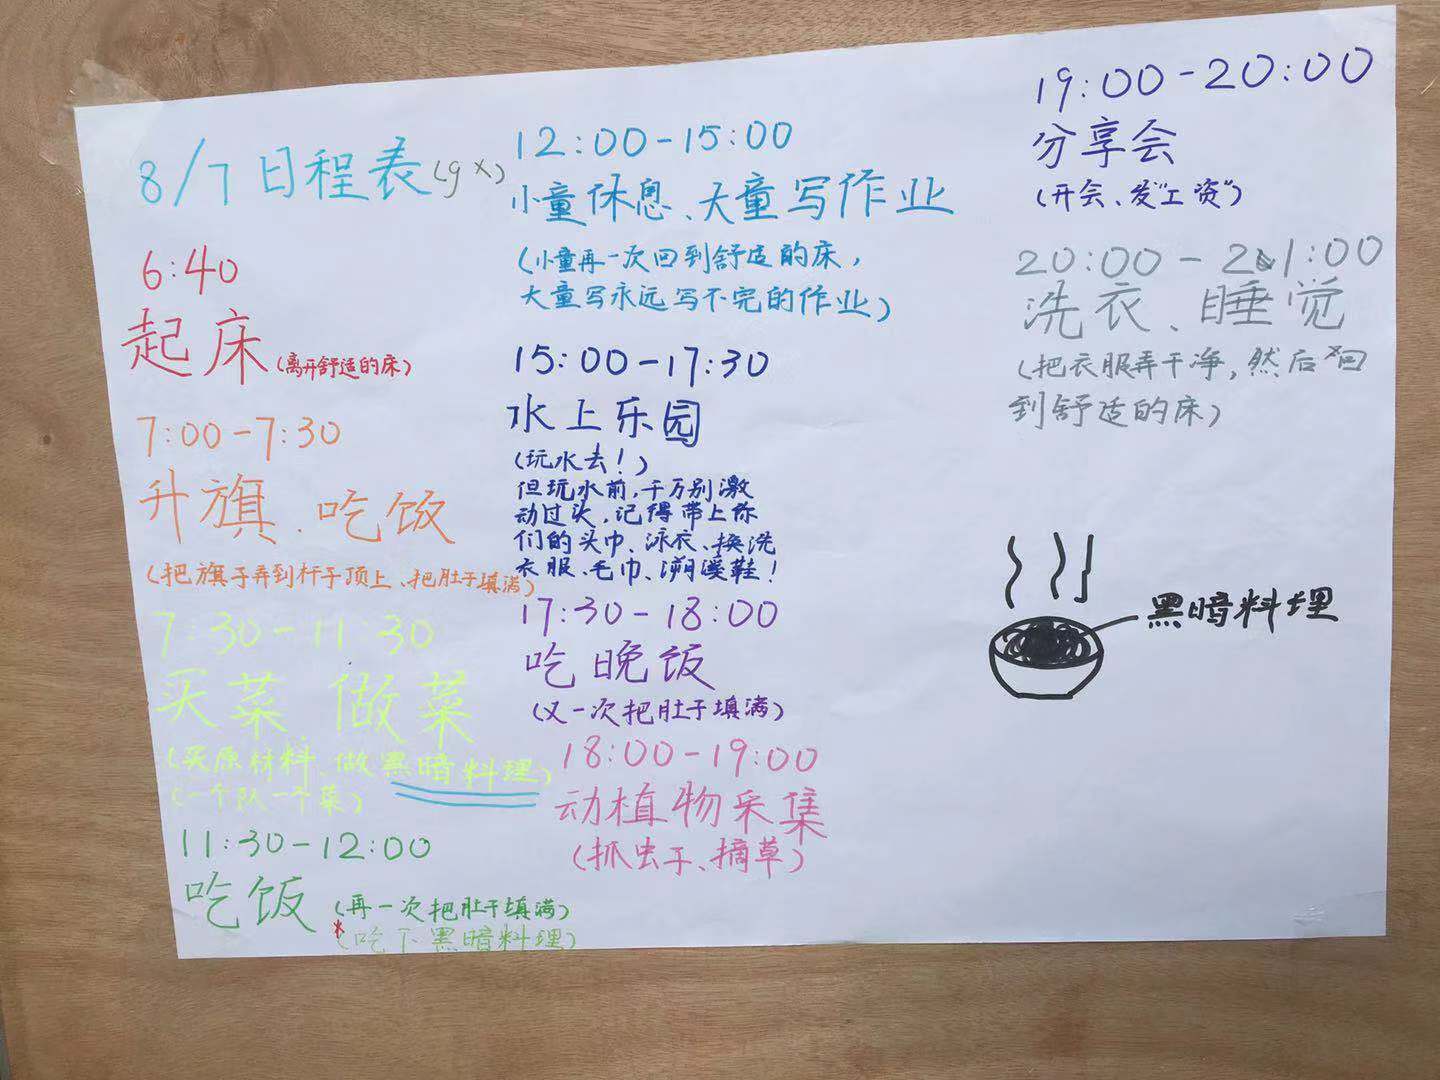 8/7日程表(9人)
6:40
起床(离开舒适的床)
7:00-7:30
升旗、吃饭
(把旗子弄到杆子顶上、把肚子填满)
7:30-11:30
买菜、做菜
(买原材料、做黑暗料理)
(一个队一个菜)
11:30-12:00
吃饭(再一次把肚子填满)
*(吃下黑暗料理)
12:00-15:00
小童休息、大童写作业
(小童再一次回到舒适的床,
大童写永远写不完的作业)
15:00-17:30
水上乐园
(玩水去!)
但玩水前,千万别激
动过头,记得带上你
们的头巾、泳衣、换洗
衣服、毛巾、溯溪鞋!
17:30-18:00
吃晚饭
(又一次把肚子填满)
18:00-19:00
动植物采集
(抓虫子、摘草)
19:00-20:00
分享会
(开会、发"工资")
20:00-21:00
洗衣、睡觉
(把衣服弄干净,然后又回
到舒适的床)
黑暗料理